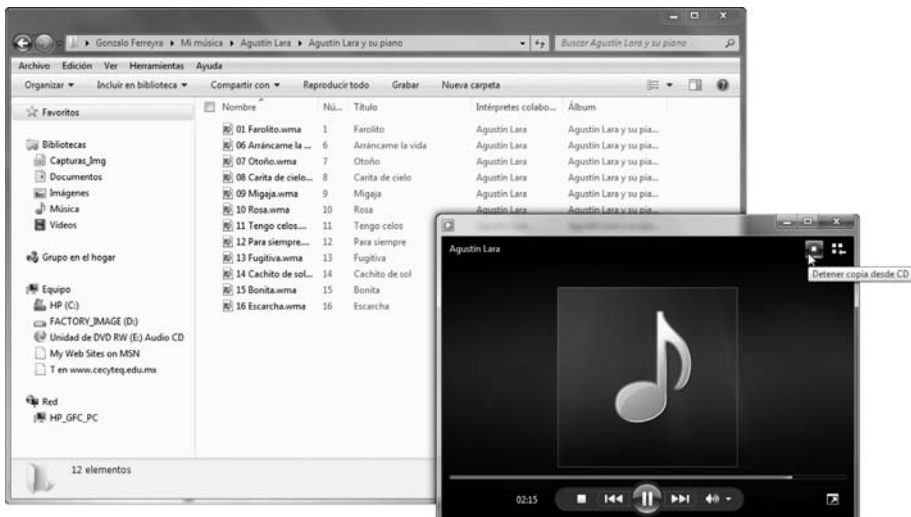 Gonzalo Ferreyra ▸ Mi música ▸ Agustín Lara ▸ Agustín Lara y su piano
Buscar Agustín Lara y su piano
Archivo Edición Ver Herramientas Ayuda
Organizar Incluir en biblioteca Compartir con Reproducir todo Grabar Nueva carpeta
Favoritos
Bibliotecas
Capturas_Img
Documentos
Imágenes
Música
Videos
Grupo en el hogar
Equipo
HP (C:)
FACTORY_IMAGE (D:)
Unidad de DVD RW (E:) Audio CD
My Web Sites on MSN
T en www.cecyteq.edu.mx
Red
HP_GFC_PC
Nombre Nú... Título Intérpretes colabo... Álbum
01 Farolito.wma 1 Farolito Agustín Lara Agustín Lara y su pia...
06 Arráncame la ... 6 Arráncame la vida Agustín Lara Agustín Lara y su pia...
07 Otoño.wma 7 Otoño Agustín Lara Agustín Lara y su pia...
08 Carita de cielo... 8 Carita de cielo Agustín Lara Agustín Lara y su pia...
09 Migaja.wma 9 Migaja Agustín Lara Agustín Lara y su pia...
10 Rosa.wma 10 Rosa Agustín Lara Agustín Lara y su pia...
11 Tengo celos.... 11 Tengo celos
12 Para siempre.... 12 Para siempre
13 Fugitiva.wma 13 Fugitiva
14 Cachito de sol... 14 Cachito de sol
15 Bonita.wma 15 Bonita
16 Escarcha.wma 16 Escarcha
12 elementos
Agustín Lara
Detener copia desde CD
02:15